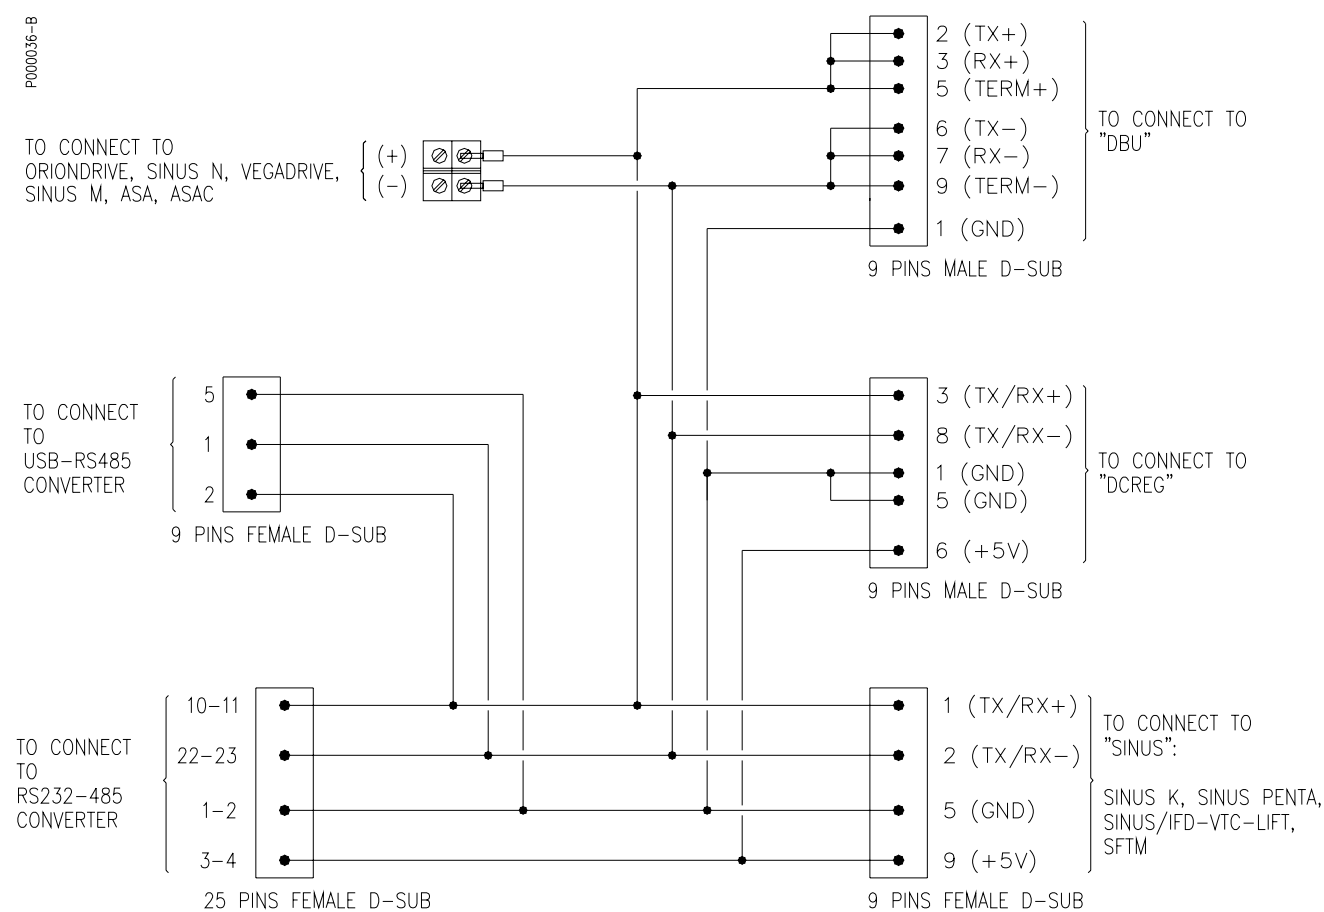 P000036-B
2 (TX+)
3 (RX+)
5 (TERM+)
6 (TX-)
7 (RX-)
9 (TERM-)
1 (GND)
TO CONNECT TO
"DBU"
9 PINS MALE D-SUB
TO CONNECT TO
ORIONDRIVE, SINUS N, VEGADRIVE,
SINUS M, ASA, ASAC
(+)
(-)
TO CONNECT
TO
USB-RS485
CONVERTER
5
1
2
9 PINS FEMALE D-SUB
3 (TX/RX+)
8 (TX/RX-)
1 (GND)
5 (GND)
6 (+5V)
TO CONNECT TO
"DCREG"
9 PINS MALE D-SUB
TO CONNECT
TO
RS232-485
CONVERTER
10-11
22-23
1-2
3-4
25 PINS FEMALE D-SUB
1 (TX/RX+)
2 (TX/RX-)
5 (GND)
9 (+5V)
TO CONNECT TO
"SINUS":
SINUS K, SINUS PENTA,
SINUS/IFD-VTC-LIFT,
SFTM
9 PINS FEMALE D-SUB